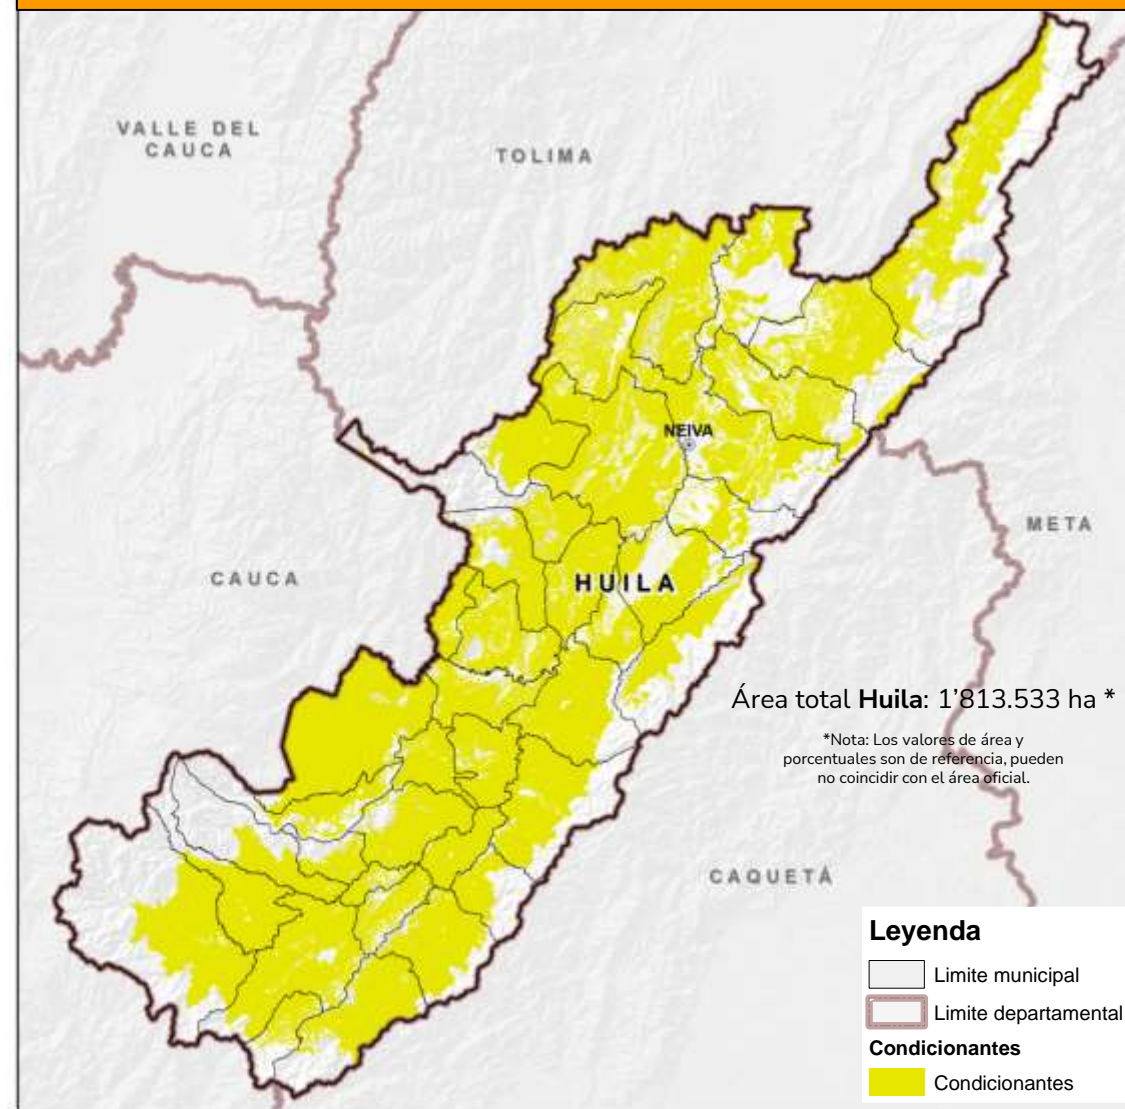 VALLE DEL
CAUCA
TOLIMA
NEIVA
META
CAUCA
HUILA
Área total Huila: 1'813.533 ha *
*Nota: Los valores de área y
porcentuales son de referencia, pueden
no coincidir con el área oficial.
CAQUETÁ
Leyenda
Limite municipal
Limite departamental
Condicionantes
Condicionantes